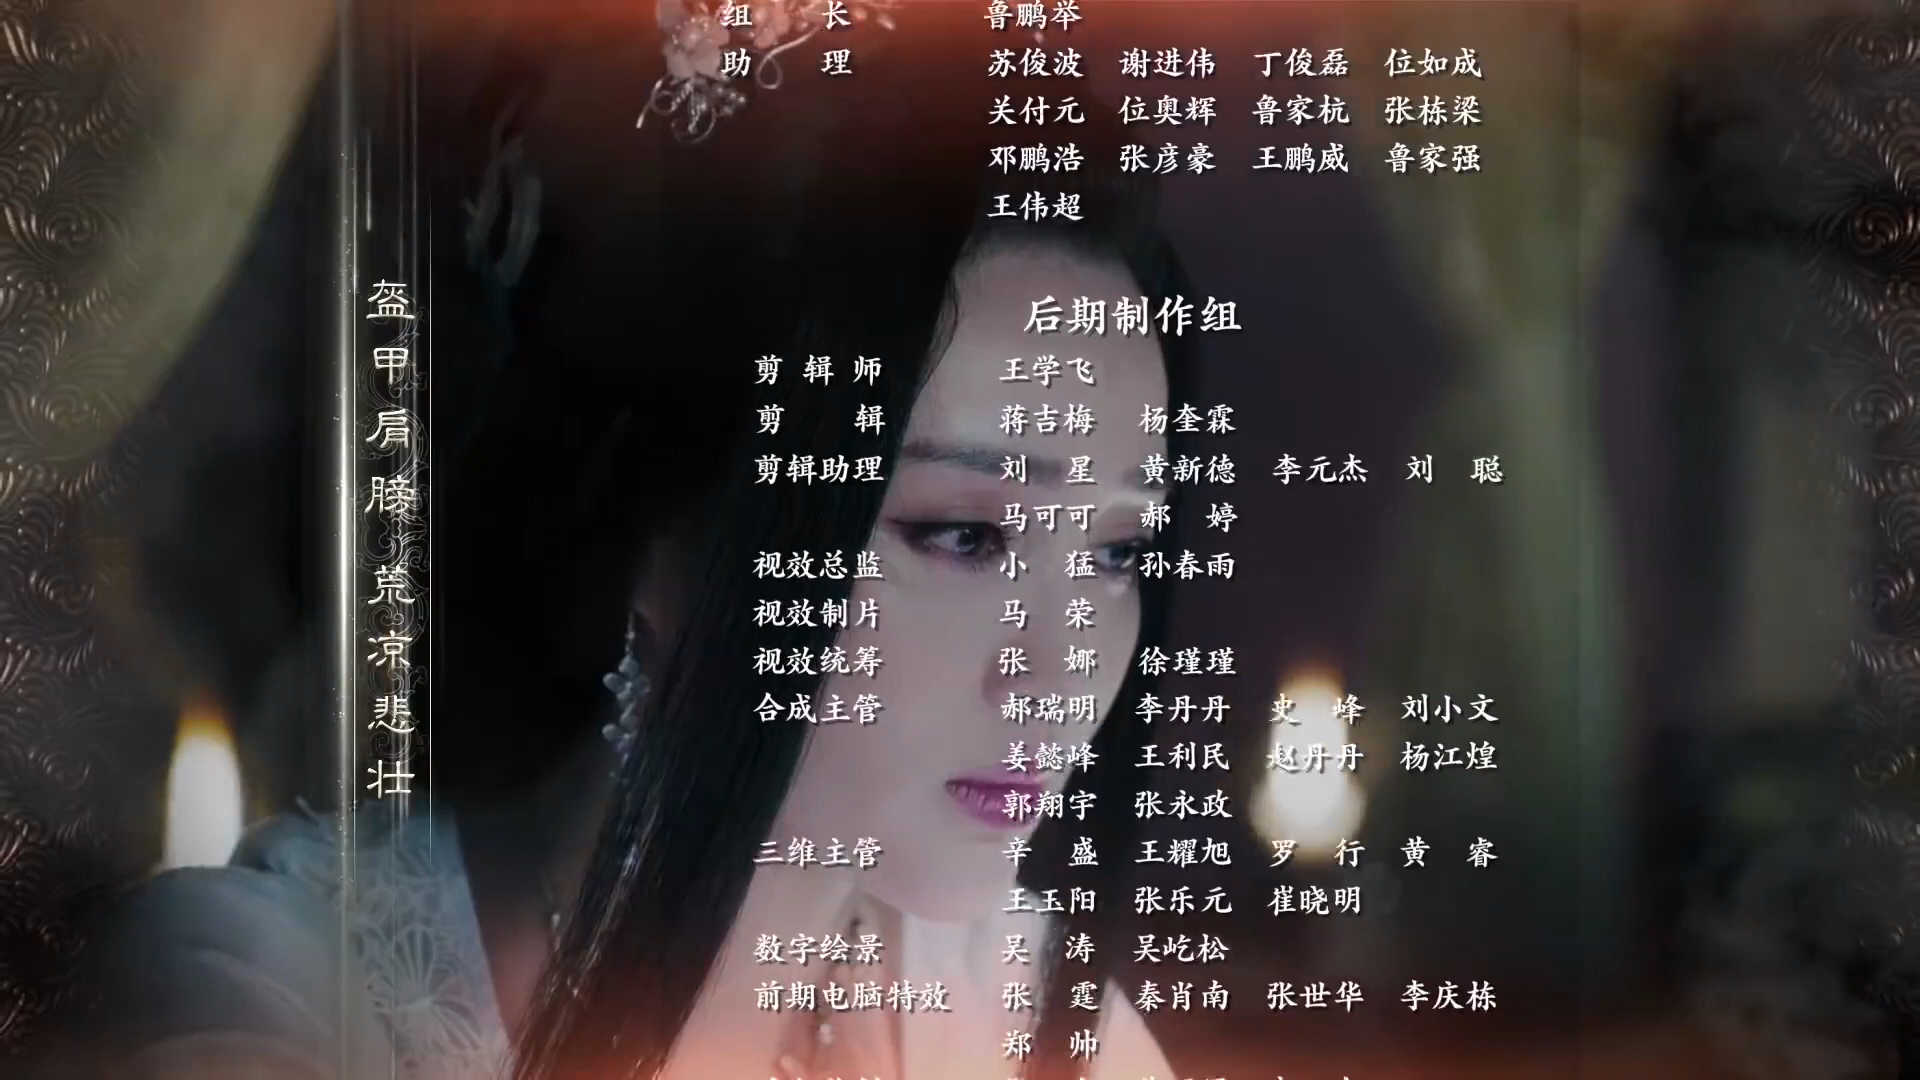 组 长 鲁鹏举
助 理 苏俊波 谢进伟 丁俊磊 位如成
关付元 位奥辉 鲁家杭 张栋梁
邓鹏浩 张彦豪 王鹏威 鲁家强
王伟超
后期制作组
剪 辑 师 王学飞
剪 辑 蒋吉梅 杨奎霖
剪辑助理 刘 星 黄新德 李元杰 刘 聪
马可可 郝 婷
视效总监 小 猛 孙春雨
视效制片 马 荣
视效统筹 张 娜 徐瑾瑾
合成主管 郝瑞明 李丹丹 史 峰 刘小文
姜懿峰 王利民 赵丹丹 杨江煌
郭翔宇 张永政
三维主管 辛 盛 王耀旭 罗 行 黄 睿
王玉阳 张乐元 崔晓明
数字绘景 吴 涛 吴屹松
前期电脑特效 张 霆 秦肖南 张世华 李庆栋
郑 帅
盔甲肩膀 荒凉悲壮